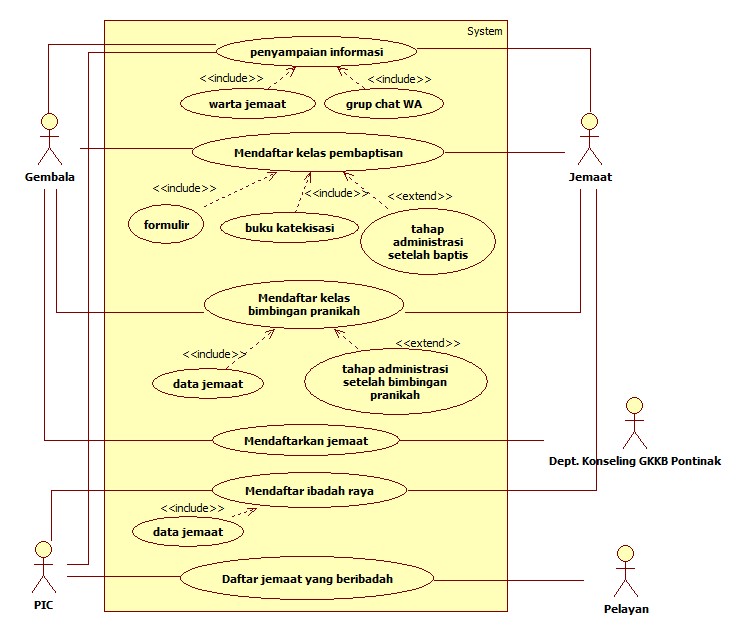 System
penyampaian informasi
<<include>>
<<include>>
warta jemaat
grup chat WA
Gembala
Jemaat
Mendaftar kelas pembaptisan
<<include>>
<<include>>
<<extend>>
formulir
buku katekisasi
tahap
administrasi
setelah baptis
Mendaftar kelas
bimbingan pranikah
<<include>>
<<extend>>
data jemaat
tahap administrasi
setelah bimbingan
pranikah
Mendaftarkan jemaat
Dept. Konseling GKKB Pontinak
Mendaftar ibadah raya
<<include>>
data jemaat
Daftar jemaat yang beribadah
PIC
Pelayan